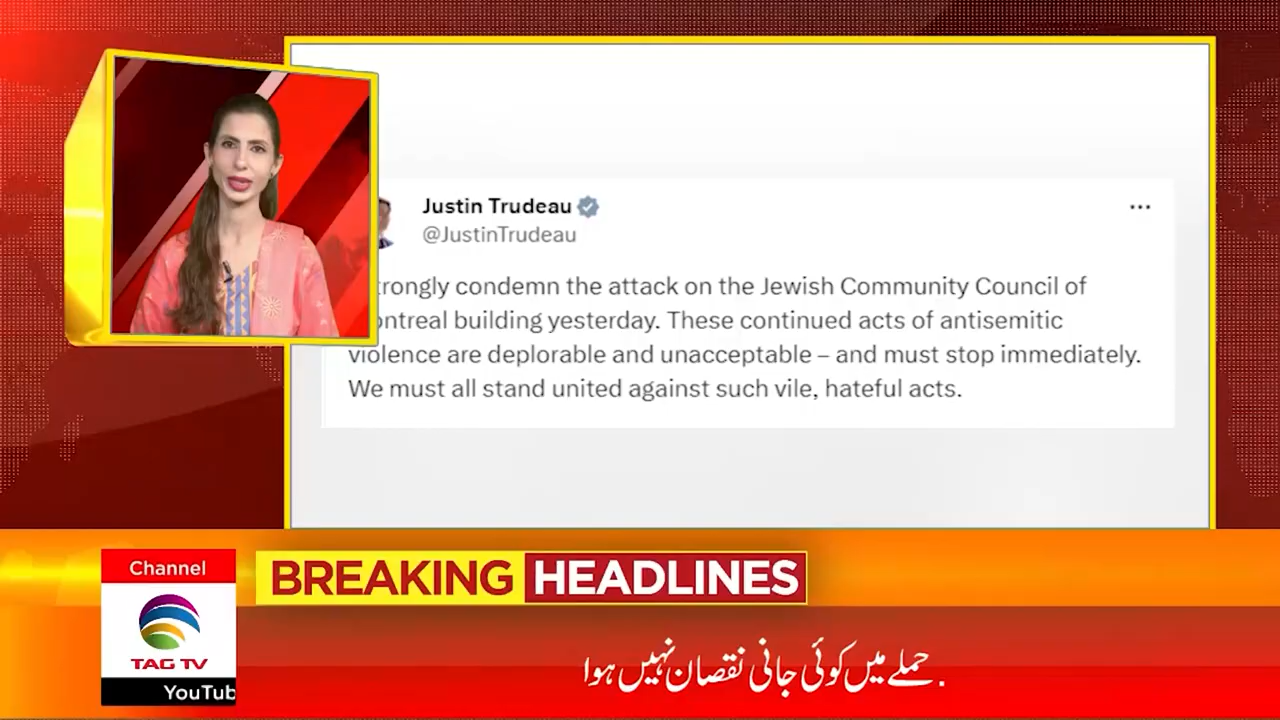 Justin Trudeau
@JustinTrudeau
trongly condemn the attack on the Jewish Community Council of
ontreal building yesterday. These continued acts of antisemitic
violence are deplorable and unacceptable – and must stop immediately.
We must all stand united against such vile, hateful acts.
Channel
BREAKING HEADLINES
TAG TV
YouTub
حملے میں کوئی جانی نقصان نہیں ہوا.